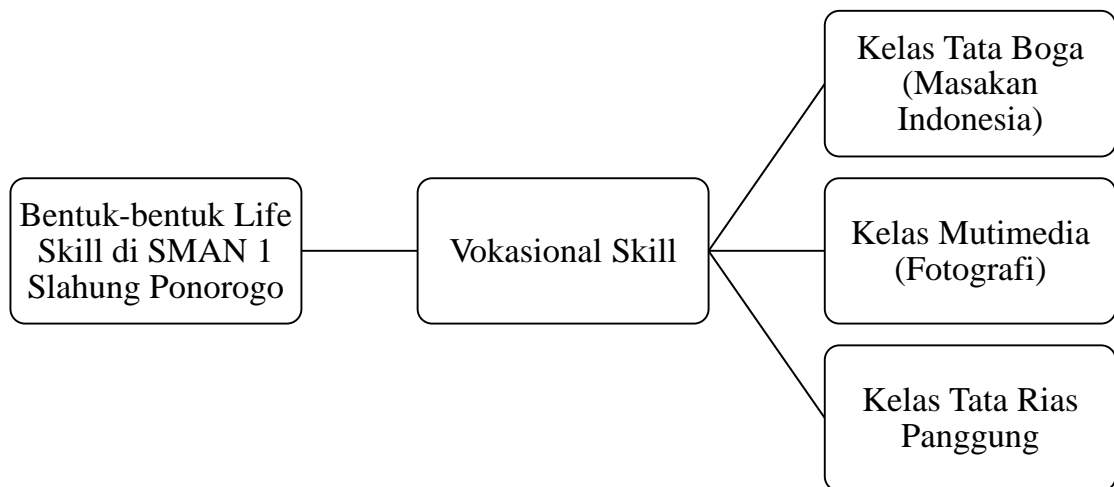 Bentuk-bentuk Life
Skill di SMAN 1
Slahung Ponorogo
Vokasional Skill
Kelas Tata Boga
(Masakan
Indonesia)
Kelas Mutimedia
(Fotografi)
Kelas Tata Rias
Panggung